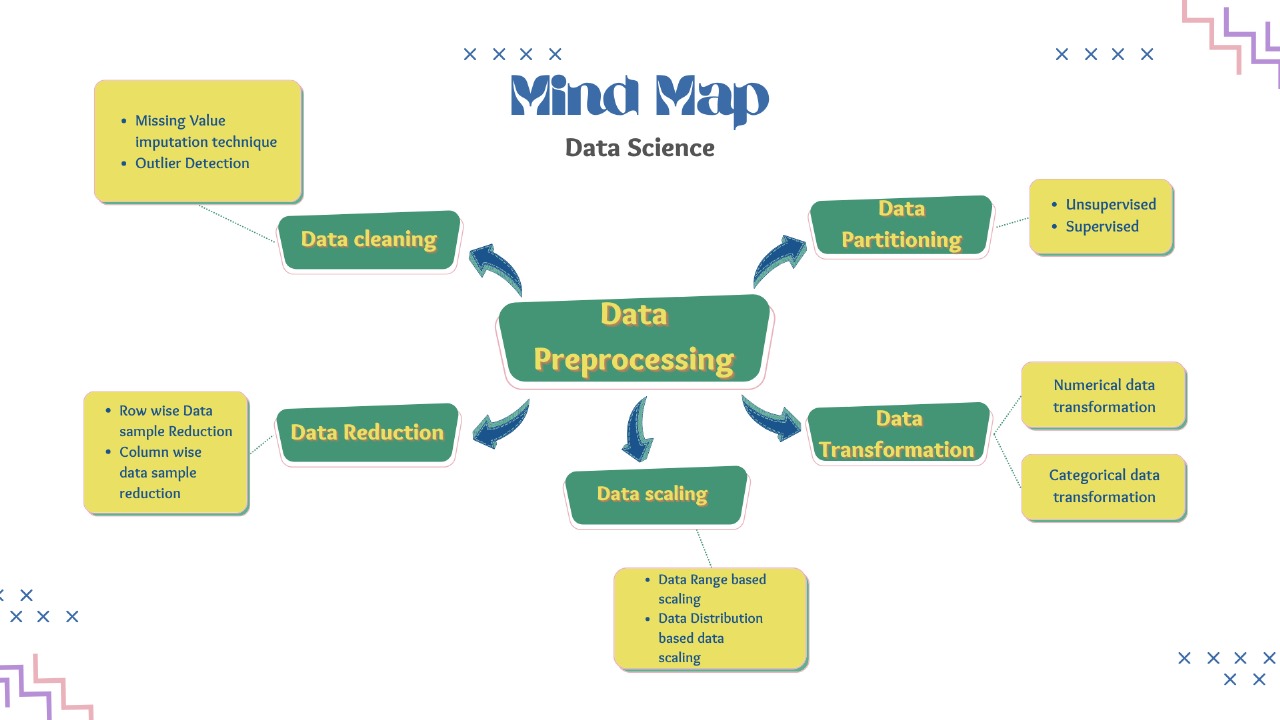 Mind Map
Data Science
• Missing Value
imputation technique
• Outlier Detection
Data cleaning
Data
Partitioning
• Unsupervised
• Supervised
Data
Preprocessing
• Row wise Data
sample Reduction
• Column wise
data sample
reduction
Data Reduction
Data scaling
• Data Range based
scaling
• Data Distribution
based data
scaling
Data
Transformation
Numerical data
transformation
Categorical data
transformation